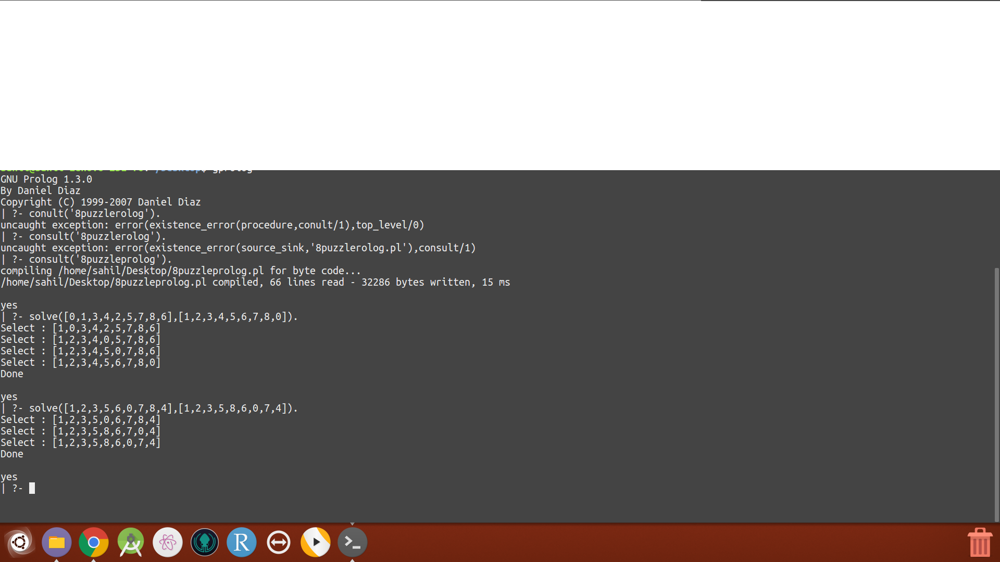 gprolog
GNU Prolog 1.3.0
By Daniel Diaz
Copyright (C) 1999-2007 Daniel Diaz
| ?- conult('8puzzlerolog').
uncaught exception: error(existence_error(procedure,conult/1),top_level/0)
| ?- consult('8puzzlerolog').
uncaught exception: error(existence_error(source_sink,'8puzzlerolog.pl'),consult/1)
| ?- consult('8puzzleprolog').
compiling /home/sahil/Desktop/8puzzleprolog.pl for byte code...
/home/sahil/Desktop/8puzzleprolog.pl compiled, 66 lines read - 32286 bytes written, 15 ms
yes
| ?- solve([0,1,3,4,2,5,7,8,6],[1,2,3,4,5,6,7,8,0]).
Select : [1,0,3,4,2,5,7,8,6]
Select : [1,2,3,4,0,5,7,8,6]
Select : [1,2,3,4,5,0,7,8,6]
Select : [1,2,3,4,5,6,7,8,0]
Done
yes
| ?- solve([1,2,3,5,6,0,7,8,4],[1,2,3,5,8,6,0,7,4]).
Select : [1,2,3,5,0,6,7,8,4]
Select : [1,2,3,5,8,6,7,0,4]
Select : [1,2,3,5,8,6,0,7,4]
Done
yes
| ?-
R